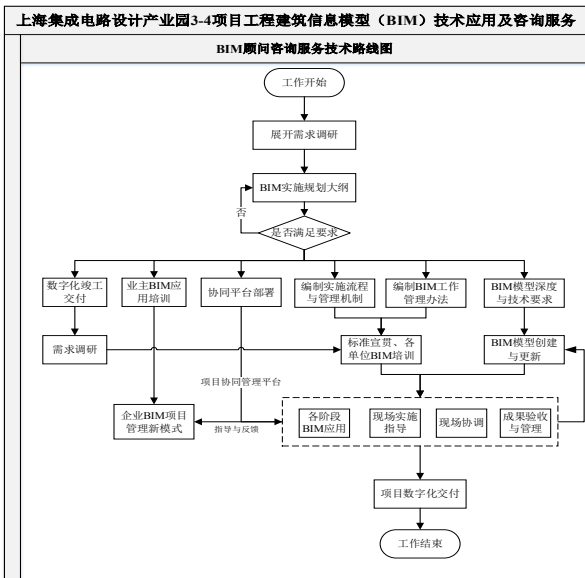 上海集成电路设计产业园3-4项目工程建筑信息模型（BIM）技术应用及咨询服务
BIM顾问咨询服务技术路线图
工作开始
展开需求调研
BIM实施规划大纲
否
是否满足要求
数字化竣工
交付
业主BIM应
用培训
协同平台部署
编制实施流程
与管理机制
编制BIM工作
管理办法
BIM模型深度
与技术要求
需求调研
标准宣贯、各
单位BIM培训
BIM模型创建
与更新
项目协同管理平台
企业BIM项目
管理新模式
指导与反馈
各阶段
BIM应用
现场实施
指导
现场协调
成果验收
与管理
项目数字化交付
工作结束